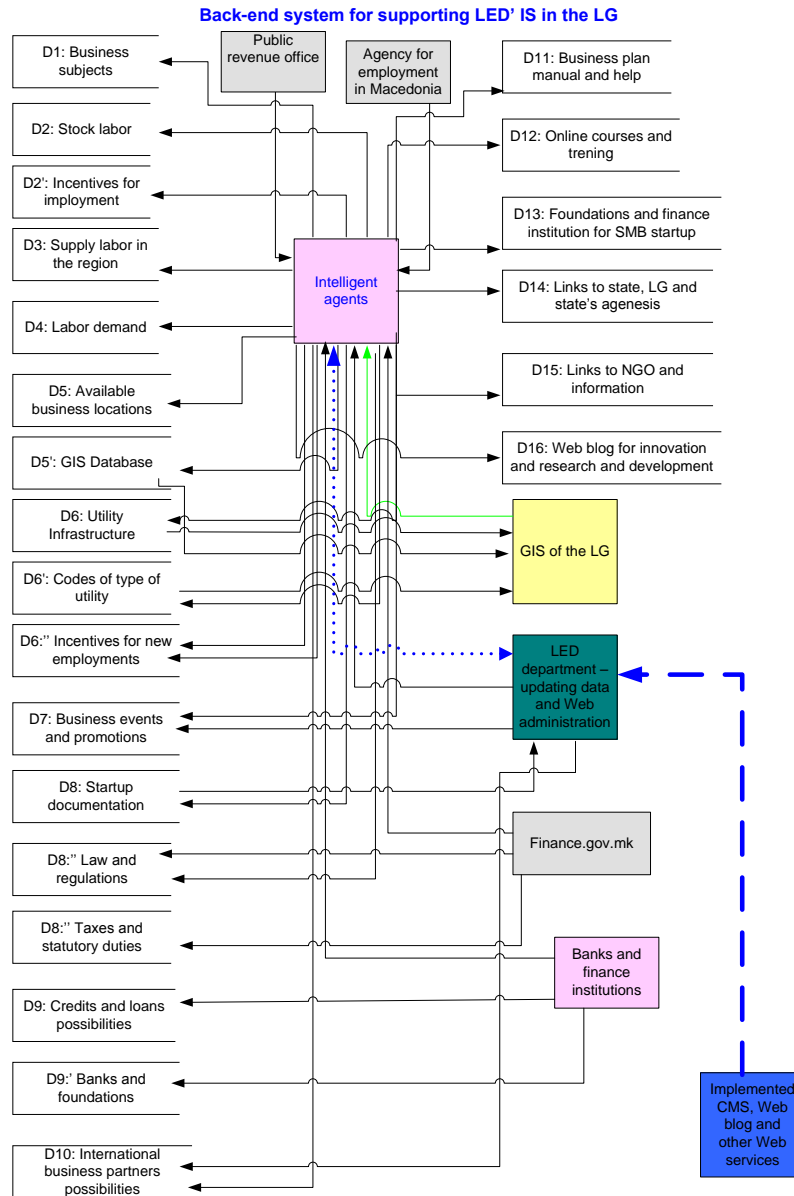 Back-end system for supporting LED' IS in the LG
D1: Business
subjects
Public
revenue office
Agency for
employment
in Macedonia
D11: Business plan
manual and help
D2: Stock labor
D12: Online courses and
trening
D2': Incentives for
imployment
D13: Foundations and finance
institution for SMB startup
D3: Supply labor in
the region
Intelligent
agents
D14: Links to state, LG and
state's agenesis
D4: Labor demand
D5: Available
business locations
D15: Links to NGO and
information
D5': GIS Database
D16: Web blog for innovation
and research and development
D6: Utility
Infrastructure
GIS of the LG
D6': Codes of type of
utility
D6:'' Incentives for new
employments
LED
department –
updating data
and Web
administration
D7: Business events
and promotions
D8: Startup
documentation
Finance.gov.mk
D8:'' Law and
regulations
D8:'' Taxes and
statutory duties
Banks and
finance
institutions
D9: Credits and loans
possibilities
D9:' Banks and
foundations
Implemented
CMS, Web
blog and
other Web
services
D10: International
business partners
possibilities